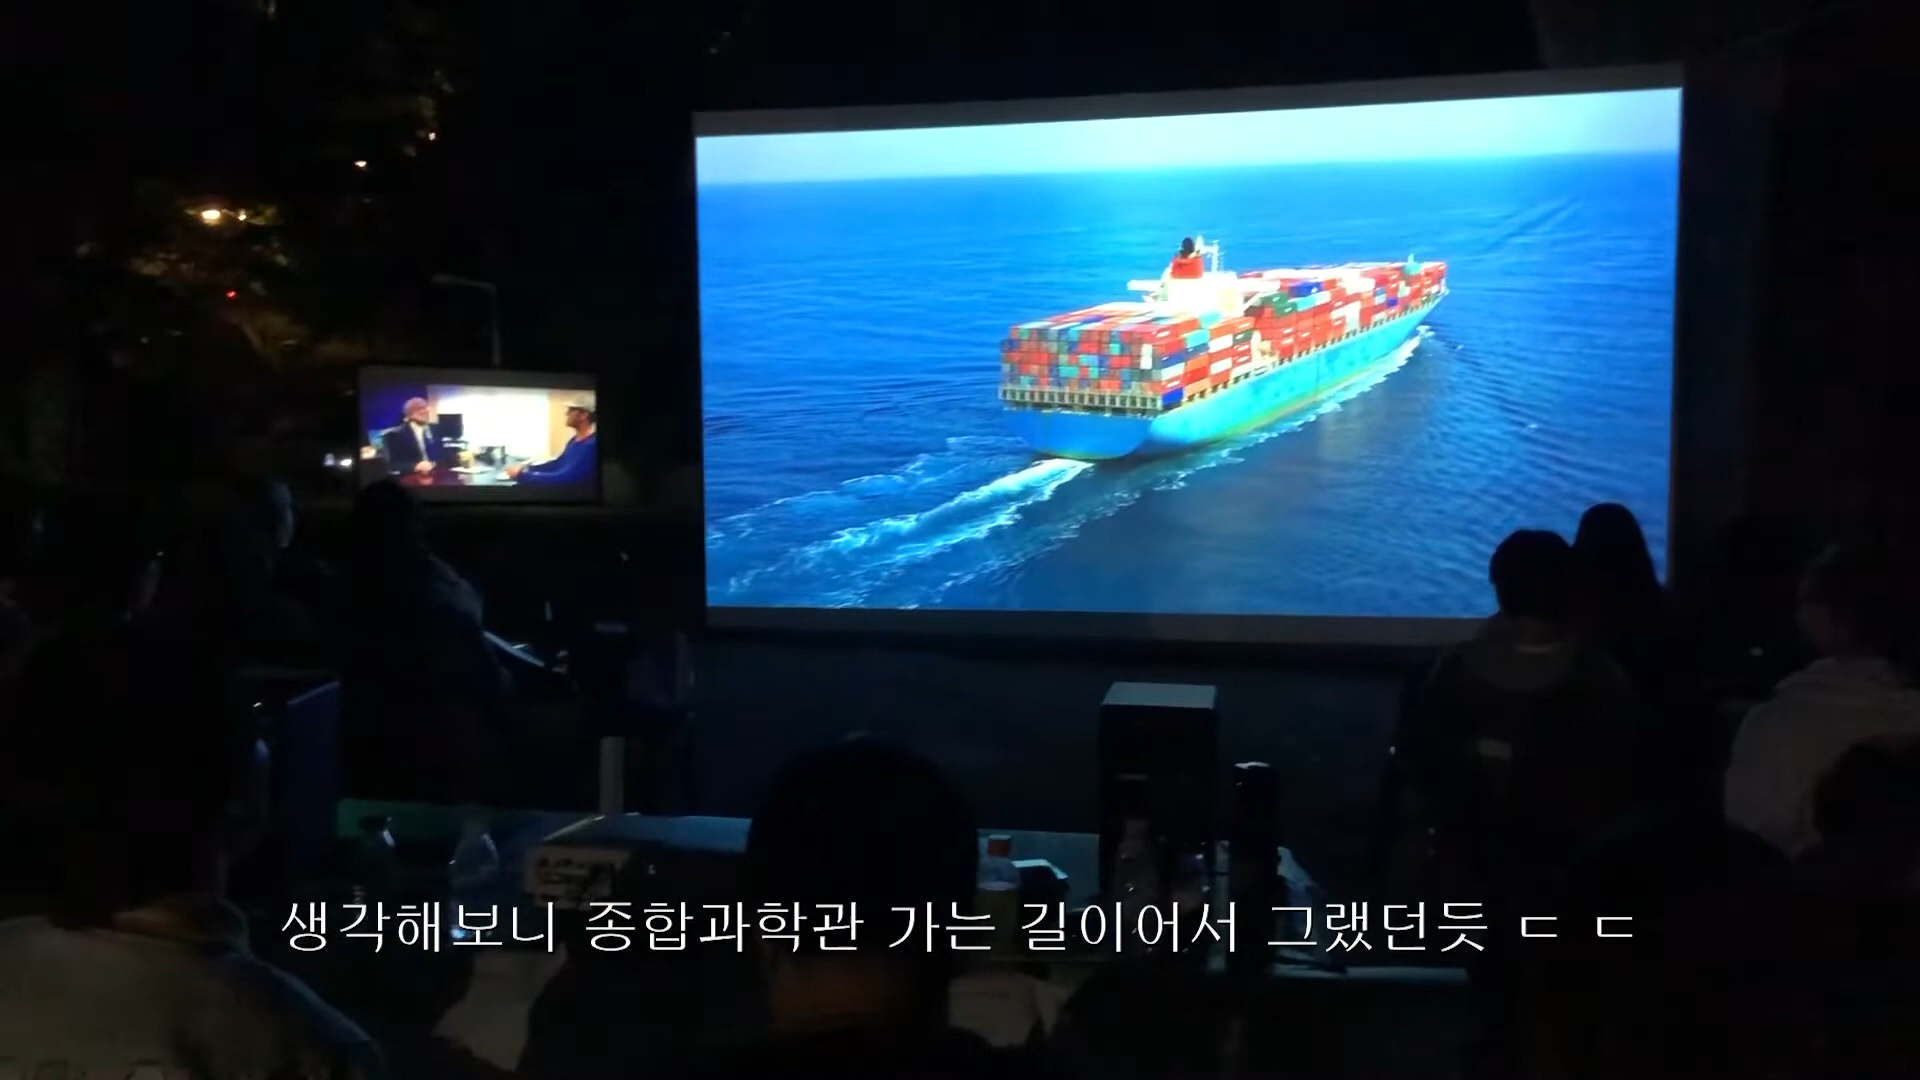 생각해보니 종합과학관 가는 길이어서 그랬던듯 ㄷ ㄷ